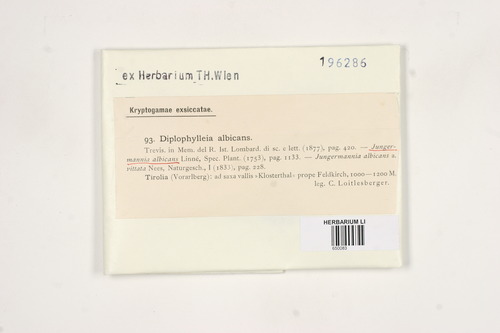 ex Herbarium TH.Wien
196286
Kryptogamae exsiccatae.
93. Diplophylleia albicans.
Trevis. in Mem. del R. Ist. Lombard. di sc. e lett. (1877), pag. 420. — Junger-
mannia albicans Linné, Spec. Plant. (1753), pag. 1133. — Jungermannia albicans α.
vittata Nees, Naturgesch., I (1833), pag. 228.
Tirolia (Vorarlberg): ad saxa vallis »Klosterthal« prope Feldkirch, 1000—1200 M.
leg. C. Loitlesberger.
HERBARIUM LI